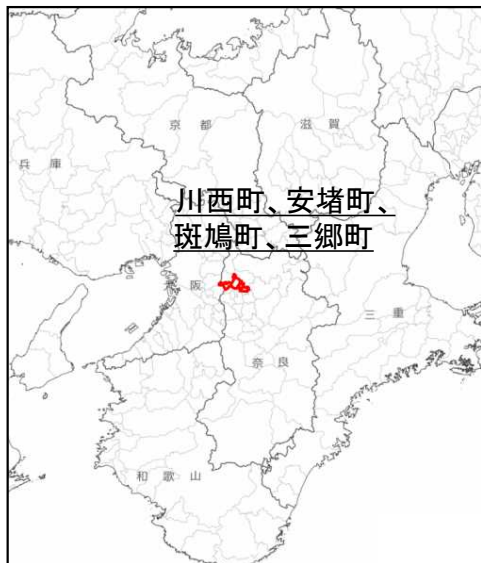 京 都
滋 賀
兵 庫
川西町、安堵町、
斑鳩町、三郷町
大 阪
三 重
奈 良
和 歌 山